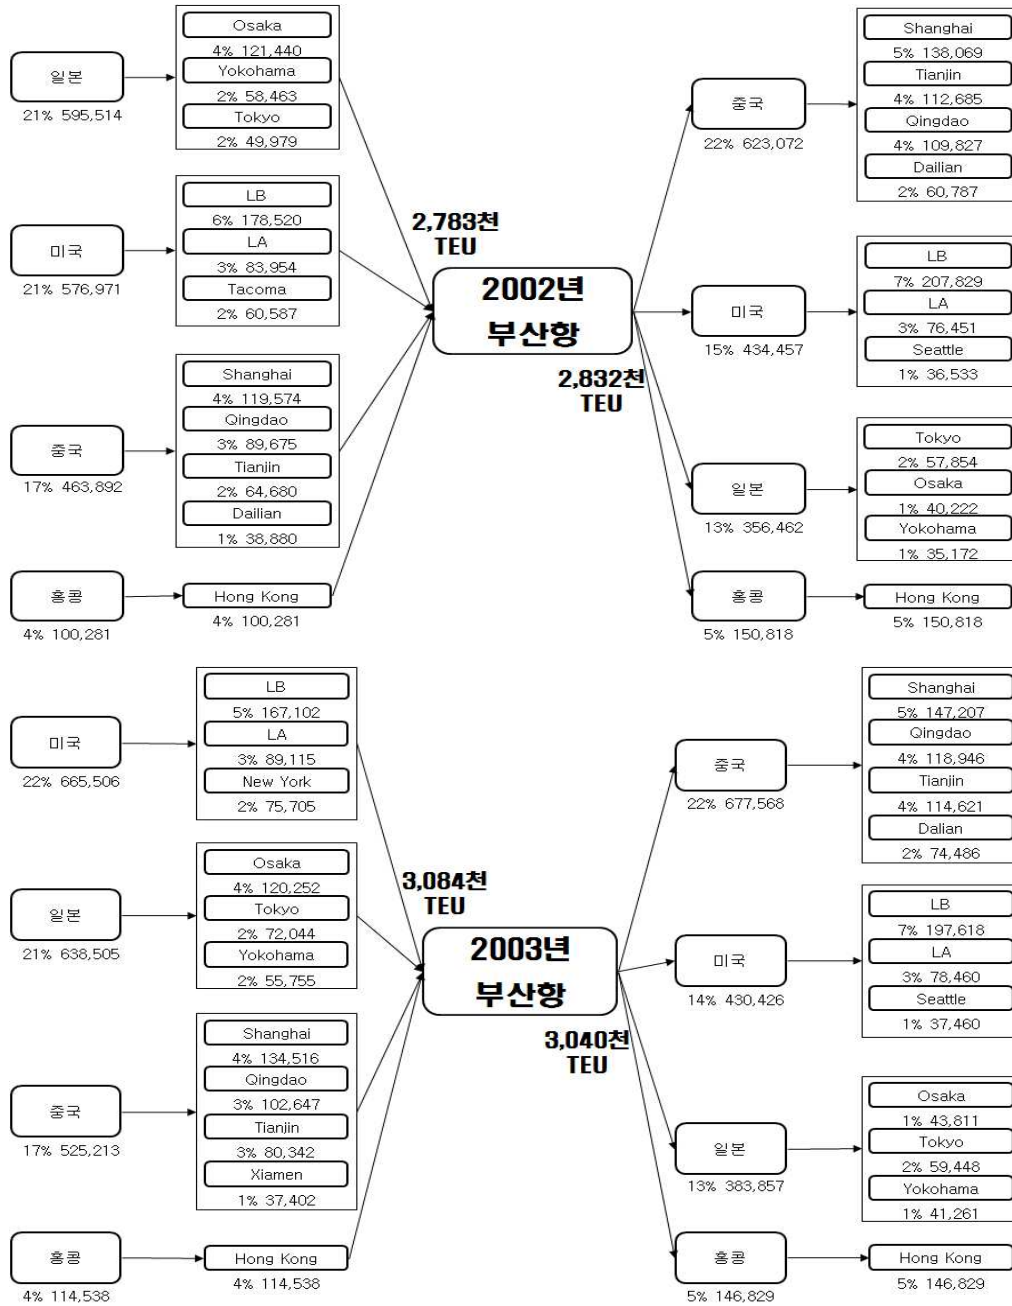 일본
21% 595,514
Osaka
4% 121,440
Yokohama
2% 58,463
Tokyo
2% 49,979
미국
21% 576,971
LB
6% 178,520
LA
3% 83,954
Tacoma
2% 60,587
중국
17% 463,892
Shanghai
4% 119,574
Qingdao
3% 89,675
Tianjin
2% 64,680
Dailian
1% 38,880
홍콩
4% 100,281
Hong Kong
4% 100,281
2,783천
TEU
2002년
부산항
2,832천
TEU
중국
22% 623,072
Shanghai
5% 138,069
Tianjin
4% 112,685
Qingdao
4% 109,827
Dailian
2% 60,787
미국
15% 434,457
LB
7% 207,829
LA
3% 76,451
Seattle
1% 36,533
일본
13% 356,462
Tokyo
2% 57,854
Osaka
1% 40,222
Yokohama
1% 35,172
홍콩
5% 150,818
Hong Kong
5% 150,818
미국
22% 665,506
LB
5% 167,102
LA
3% 89,115
New York
2% 75,705
일본
21% 638,505
Osaka
4% 120,252
Tokyo
2% 72,044
Yokohama
2% 55,755
중국
17% 525,213
Shanghai
4% 134,516
Qingdao
3% 102,647
Tianjin
3% 80,342
Xiamen
1% 37,402
홍콩
4% 114,538
Hong Kong
4% 114,538
3,084천
TEU
2003년
부산항
3,040천
TEU
중국
22% 677,568
Shanghai
5% 147,207
Qingdao
4% 118,946
Tianjin
4% 114,621
Dalian
2% 74,486
미국
14% 430,426
LB
7% 197,618
LA
3% 78,460
Seattle
1% 37,460
일본
13% 383,857
Osaka
1% 43,811
Tokyo
2% 59,448
Yokohama
1% 41,261
홍콩
5% 146,829
Hong Kong
5% 146,829